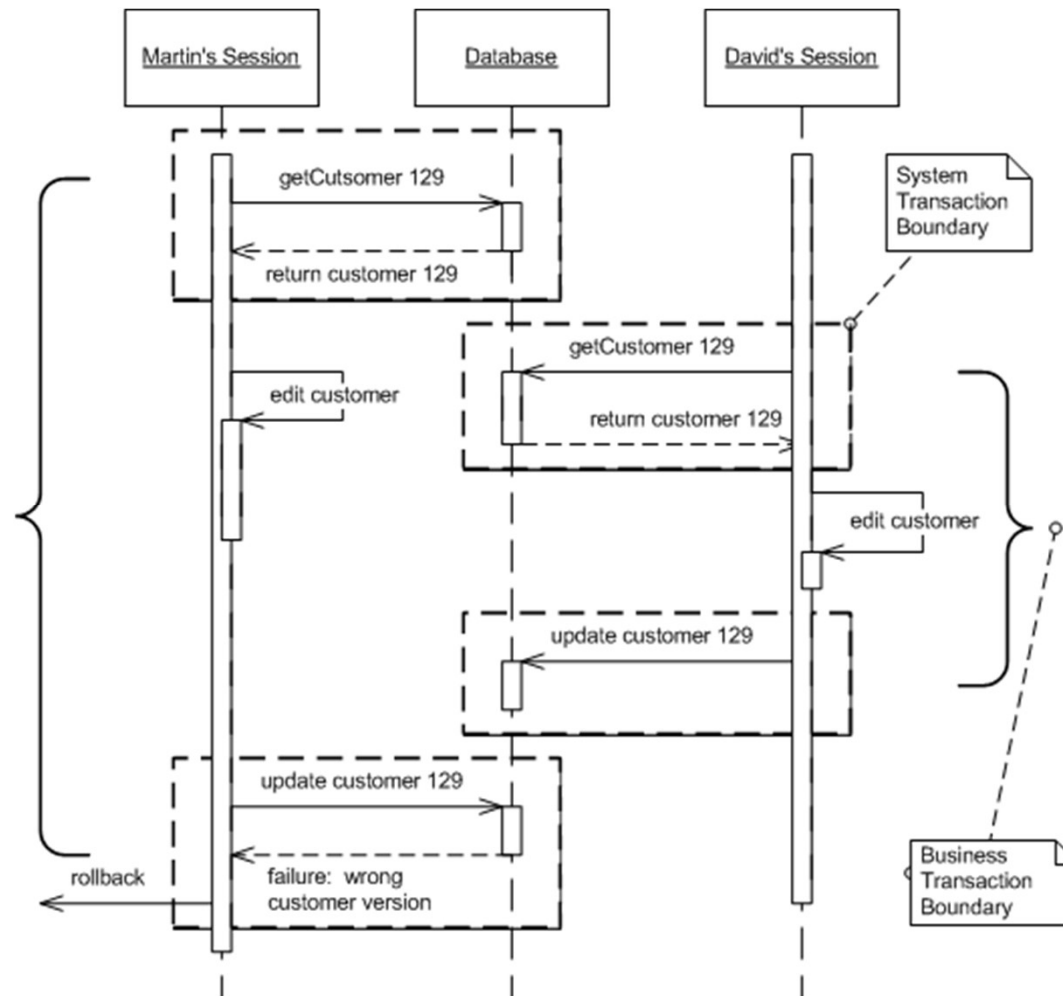 Martin's Session
Database
David's Session
getCutsomer 129
System
Transaction
Boundary
return customer 129
getCustomer 129
edit customer
return customer 129
edit customer
update customer 129
update customer 129
Business
Transaction
Boundary
rollback
failure: wrong
customer version